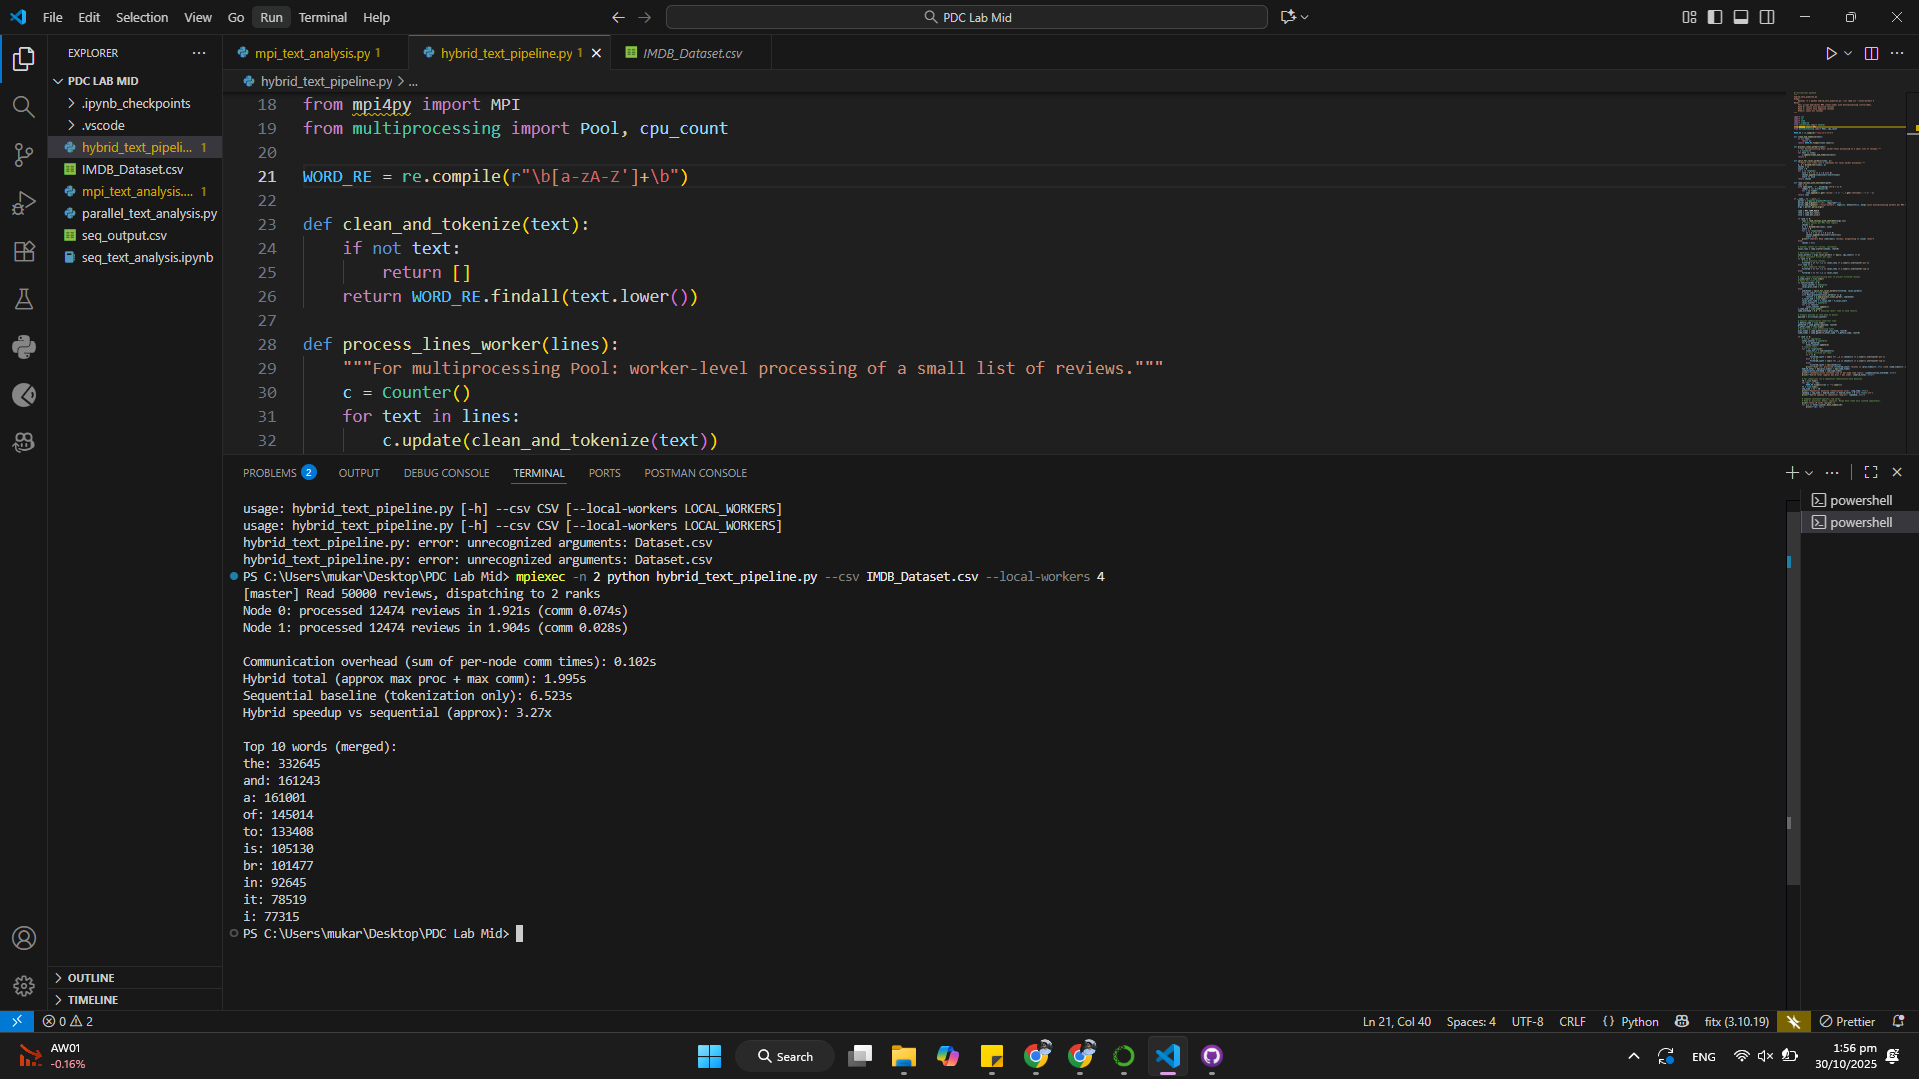 File Edit Selection View Go Run Terminal Help
PDC Lab Mid
EXPLORER
PDC LAB MID
.ipynb_checkpoints
.vscode
hybrid_text_pipeli... 1
IMDB_Dataset.csv
mpi_text_analysis.... 1
parallel_text_analysis.py
seq_output.csv
seq_text_analysis.ipynb
OUTLINE
TIMELINE
mpi_text_analysis.py 1
hybrid_text_pipeline.py 1
IMDB_Dataset.csv
hybrid_text_pipeline.py > ...
18 from mpi4py import MPI
19 from multiprocessing import Pool, cpu_count
20
21 WORD_RE = re.compile(r"\b[a-zA-Z']+\b")
22
23 def clean_and_tokenize(text):
24 if not text:
25 return []
26 return WORD_RE.findall(text.lower())
27
28 def process_lines_worker(lines):
29 """For multiprocessing Pool: worker-level processing of a small list of reviews."""
30 c = Counter()
31 for text in lines:
32 c.update(clean_and_tokenize(text))
PROBLEMS 2 OUTPUT DEBUG CONSOLE TERMINAL PORTS POSTMAN CONSOLE
powershell
powershell
usage: hybrid_text_pipeline.py [-h] --csv CSV [--local-workers LOCAL_WORKERS]
usage: hybrid_text_pipeline.py [-h] --csv CSV [--local-workers LOCAL_WORKERS]
hybrid_text_pipeline.py: error: unrecognized arguments: Dataset.csv
hybrid_text_pipeline.py: error: unrecognized arguments: Dataset.csv
PS C:\Users\mukar\Desktop\PDC Lab Mid> mpiexec -n 2 python hybrid_text_pipeline.py --csv IMDB_Dataset.csv --local-workers 4
[master] Read 50000 reviews, dispatching to 2 ranks
Node 0: processed 12474 reviews in 1.921s (comm 0.074s)
Node 1: processed 12474 reviews in 1.904s (comm 0.028s)
Communication overhead (sum of per-node comm times): 0.102s
Hybrid total (approx max proc + max comm): 1.995s
Sequential baseline (tokenization only): 6.523s
Hybrid speedup vs sequential (approx): 3.27x
Top 10 words (merged):
the: 332645
and: 161243
a: 161001
of: 145014
to: 133408
is: 105130
br: 101477
in: 92645
it: 78519
i: 77315
PS C:\Users\mukar\Desktop\PDC Lab Mid>
0 2
Ln 21, Col 40 Spaces: 4 UTF-8 CRLF Python fitx (3.10.19) Prettier
AW01
-0.16%
Search
ENG
1:56 pm
30/10/2025